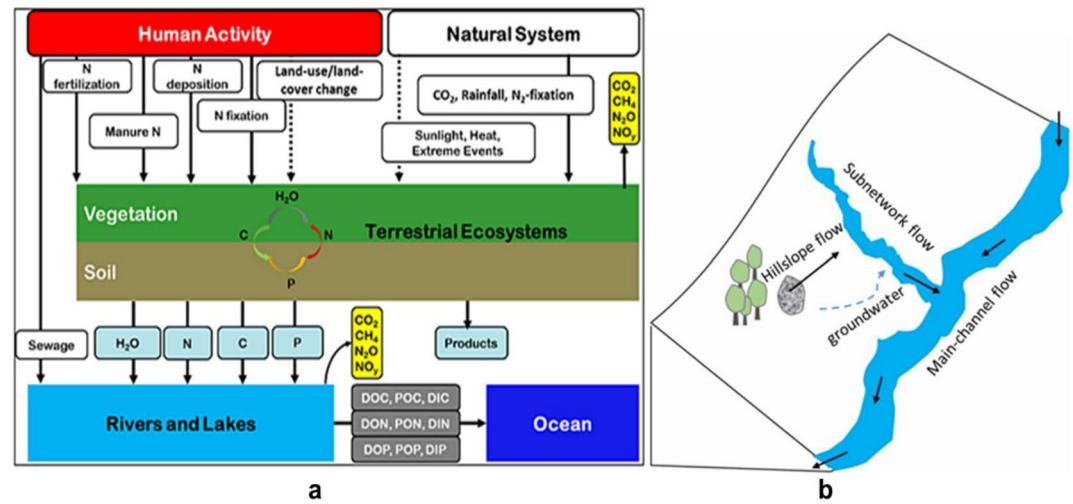 Human Activity
Natural System
N
fertilization
N
deposition
Land-use/land-
cover change
CO₂, Rainfall, N₂-fixation
CO₂
CH₄
N₂O
NOᵧ
Manure N
N fixation
Sunlight, Heat,
Extreme Events
Vegetation
H₂O
C
N
P
Terrestrial Ecosystems
Soil
Sewage
H₂O
N
C
P
CO₂
CH₄
N₂O
NOᵧ
Products
Rivers and Lakes
DOC, POC, DIC
DON, PON, DIN
DOP, POP, DIP
Ocean
a
Subnetwork flow
Hillslope flow
groundwater
Main-channel flow
b